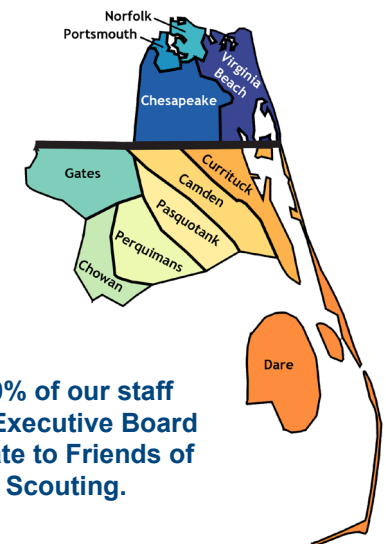 Norfolk
Portsmouth
Virginia
Beach
Chesapeake
Gates
Currituck
Camden
Pasquotank
Perquimans
Chowan
Dare
0% of our staff
Executive Board
ate to Friends of
Scouting.